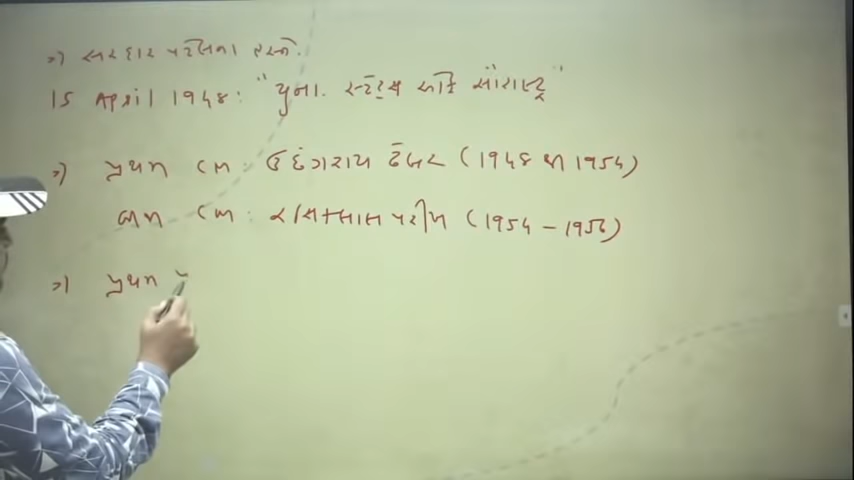 =) સરદાર પટેલના હસ્તે.
15 April 1948: "યુના. સ્ટેટ્સ ઓફ સૌરાષ્ટ્ર"
=) પ્રથમ CM: ઉછંગરાય ઢેબર (1948 થી 1954)
CM: રસિકલાલ પરીખ (1954 - 1956)
=) પ્રથમ